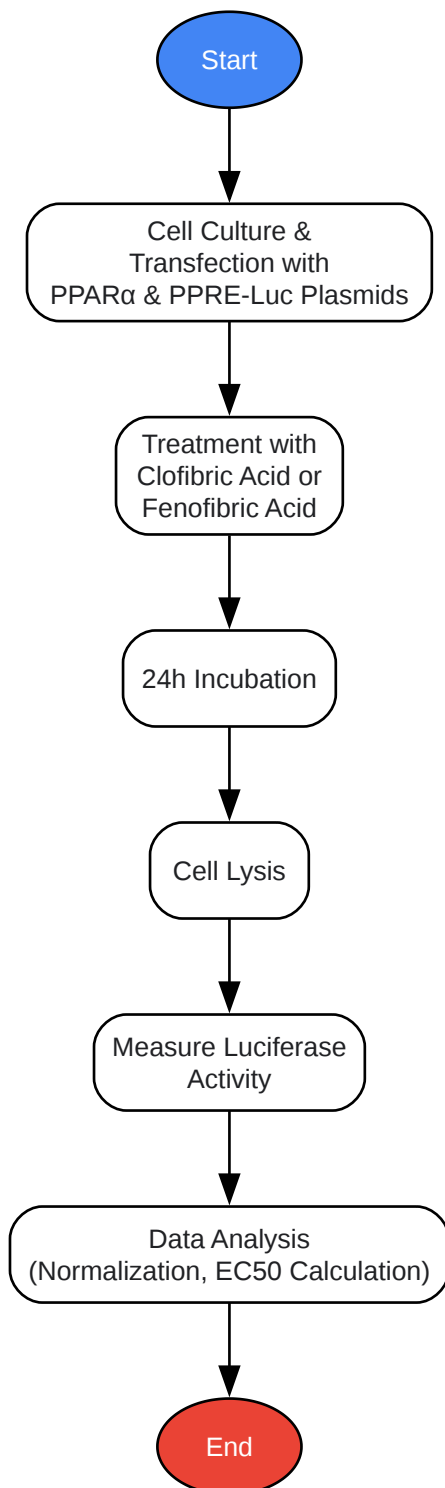 Start
Cell Culture &
Transfection with
PPARα & PPRE-Luc Plasmids
Treatment with
Clofibric Acid or
Fenofibric Acid
24h Incubation
Cell Lysis
Measure Luciferase
Activity
Data Analysis
(Normalization, EC50 Calculation)
End